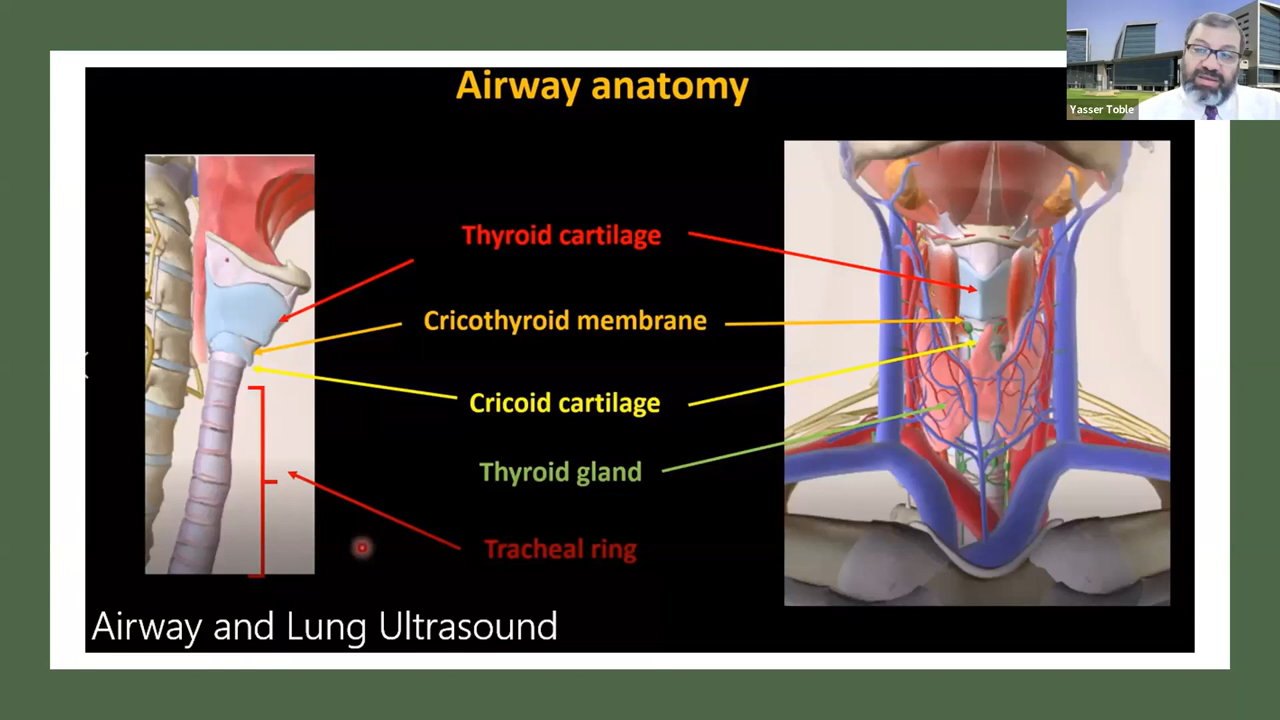 Airway anatomy
Yasser Toble
Thyroid cartilage
Cricothyroid membrane
Cricoid cartilage
Thyroid gland
Tracheal ring
Airway and Lung Ultrasound